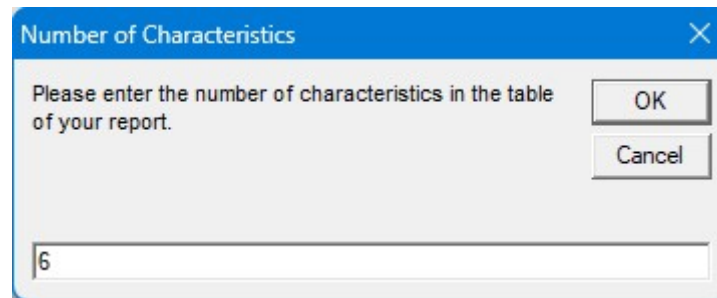 Number of Characteristics
Please enter the number of characteristics in the table
of your report.
OK
Cancel
6